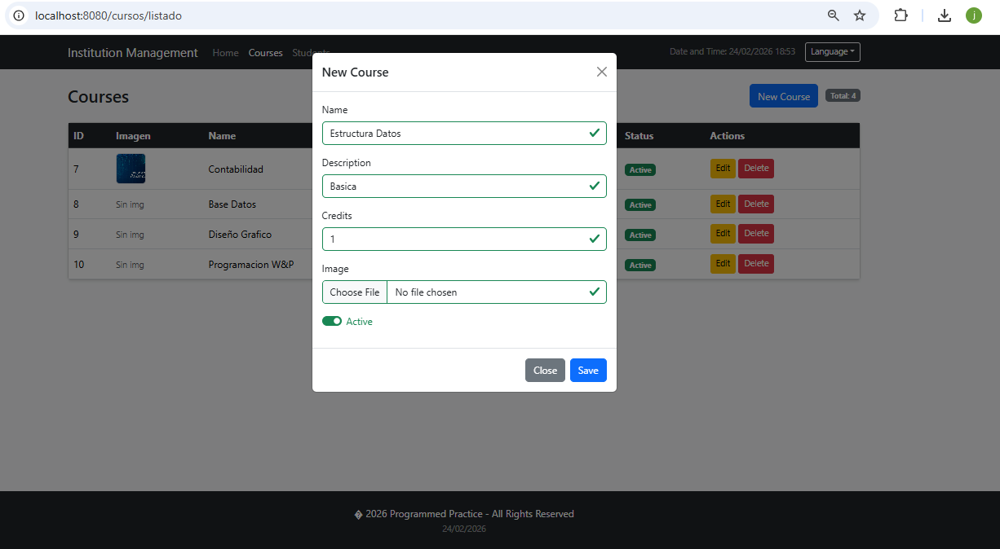 localhost:8080/cursos/listado
j
Institution Management Home Courses Students Date and Time: 24/02/2026 18:53 Language
New Course
Courses New Course Total: 4
Name
Estructura Datos
ID Imagen Name Status Actions
Description
Basica
7 Contabilidad Active Edit Delete
8 Sin img Base Datos Active Edit Delete
Credits
1
9 Sin img Diseño Grafico Active Edit Delete
10 Sin img Programacion W&P Active Edit Delete
Image
Choose File No file chosen
Active
Close Save
� 2026 Programmed Practice - All Rights Reserved
24/02/2026